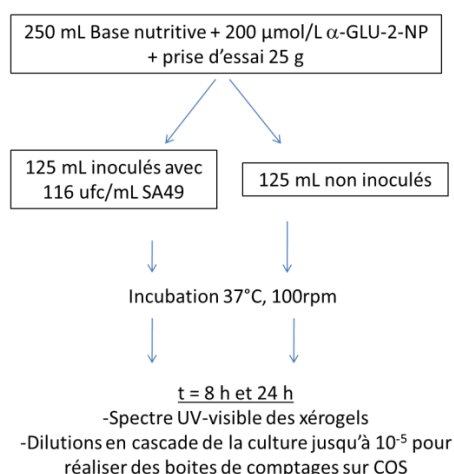 250 mL Base nutritive + 200 µmol/L α-GLU-2-NP
+ prise d’essai 25 g
125 mL inoculés avec
116 ufc/mL SA49
125 mL non inoculés
Incubation 37°C, 100rpm
t = 8 h et 24 h
-Spectre UV-visible des xérogels
-Dilutions en cascade de la culture jusqu’à 10⁻⁵ pour
réaliser des boites de comptages sur COS